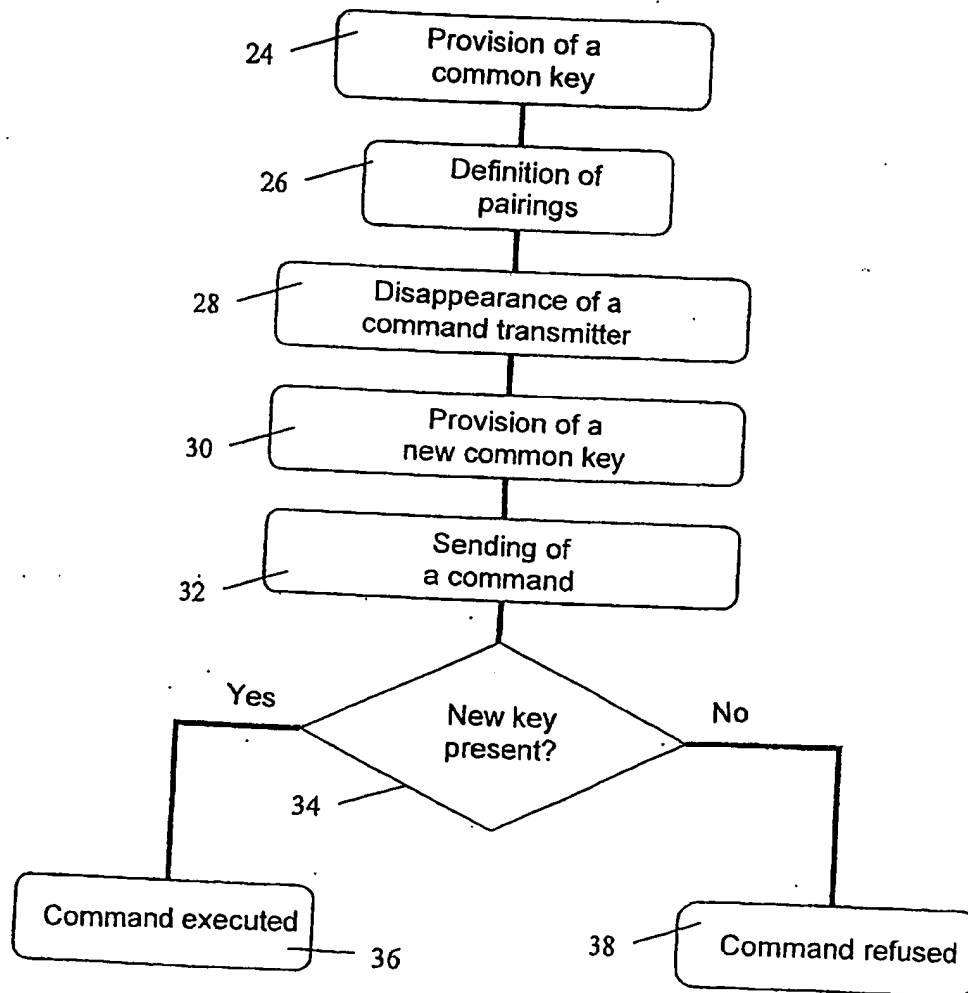 24
Provision of a
common key
26
Definition of
pairings
28
Disappearance of a
command transmitter
30
Provision of a
new common key
32
Sending of
a command
Yes
New key
present?
No
34
Command executed
36
38
Command refused